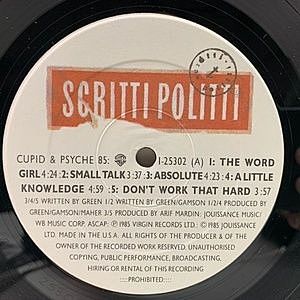 SCRITTI POLITTI
CUPID & PSYCHE 85: 1-25302 (A) 1: THE WORD
GIRL 4:24 2: SMALL TALK 3:37 3: ABSOLUTE 4:23 4: A LITTLE
KNOWLEDGE 4:59 5: DON'T WORK THAT HARD 3:57
3/4/5 WRITTEN BY GREEN 1/2 WRITTEN BY GREEN/GAMSON 1/2/4 PRODUCED BY
GREEN/GAMSON/MAHER 3/5 PRODUCED BY ARIF MARDIN. JOUISSANCE MUSIC/
WB MUSIC CORP. ASCAP. ℗ 1985 VIRGIN RECORDS LTD. © 1985 JOUISSANCE
LTD. MADE IN U.S.A. ALL RIGHTS OF THE PRODUCER & OF THE
OWNER OF THE RECORDED WORK RESERVED. UNAUTHORISED
COPYING, PUBLIC PERFORMANCE, BROADCASTING,
HIRING OR RENTAL OF THIS RECORDING
::::PROHIBITED::::